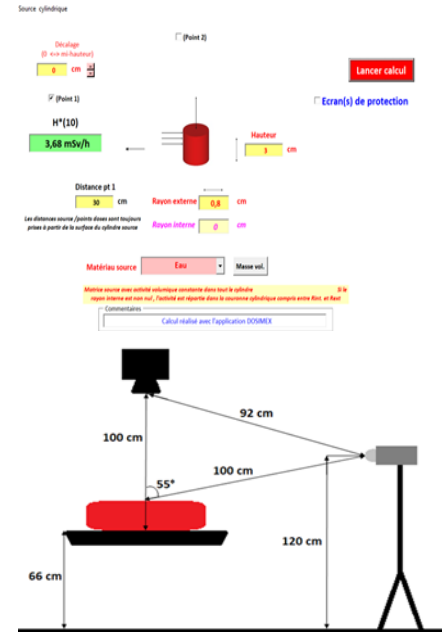 Source cylindrique
Décalage
(0 <=> mi-hauteur)
0 cm
(Point 2)
Lancer calcul
(Point 1)
Ecran(s) de protection
H*(10)
3,68 mSv/h
Hauteur
3 cm
Distance pt 1
30 cm
Rayon externe 0,8 cm
Les distances source /points doses sont toujours
prises à partir de la surface du cylindre source
Rayon interne 0 cm
Matériau source Eau Masse vol.
Matrice source avec activité volumique constante dans tout le cylindre Si le
rayon interne est non nul , l'activité est répartie dans la couronne cylindrique compris entre Rint. et Rext
Commentaires
Calcul réalisé avec l'application DOSIMEX
92 cm
100 cm
100 cm
55°
120 cm
66 cm